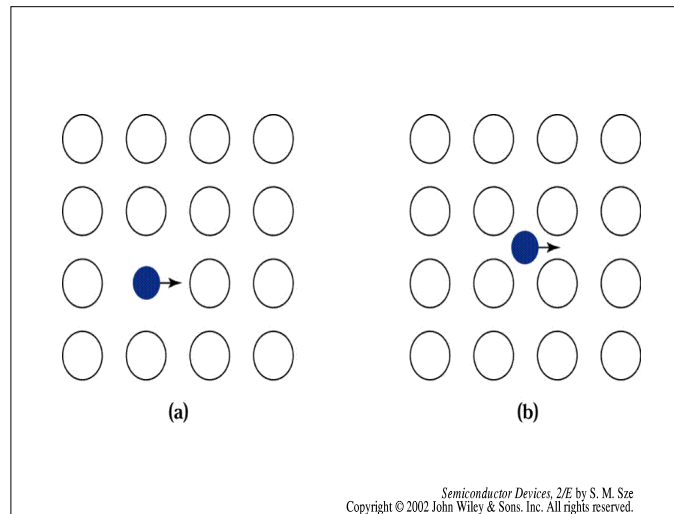 (a)
(b)
Semiconductor Devices, 2/E by S. M. Sze
Copyright © 2002 John Wiley & Sons. Inc. All rights reserved.